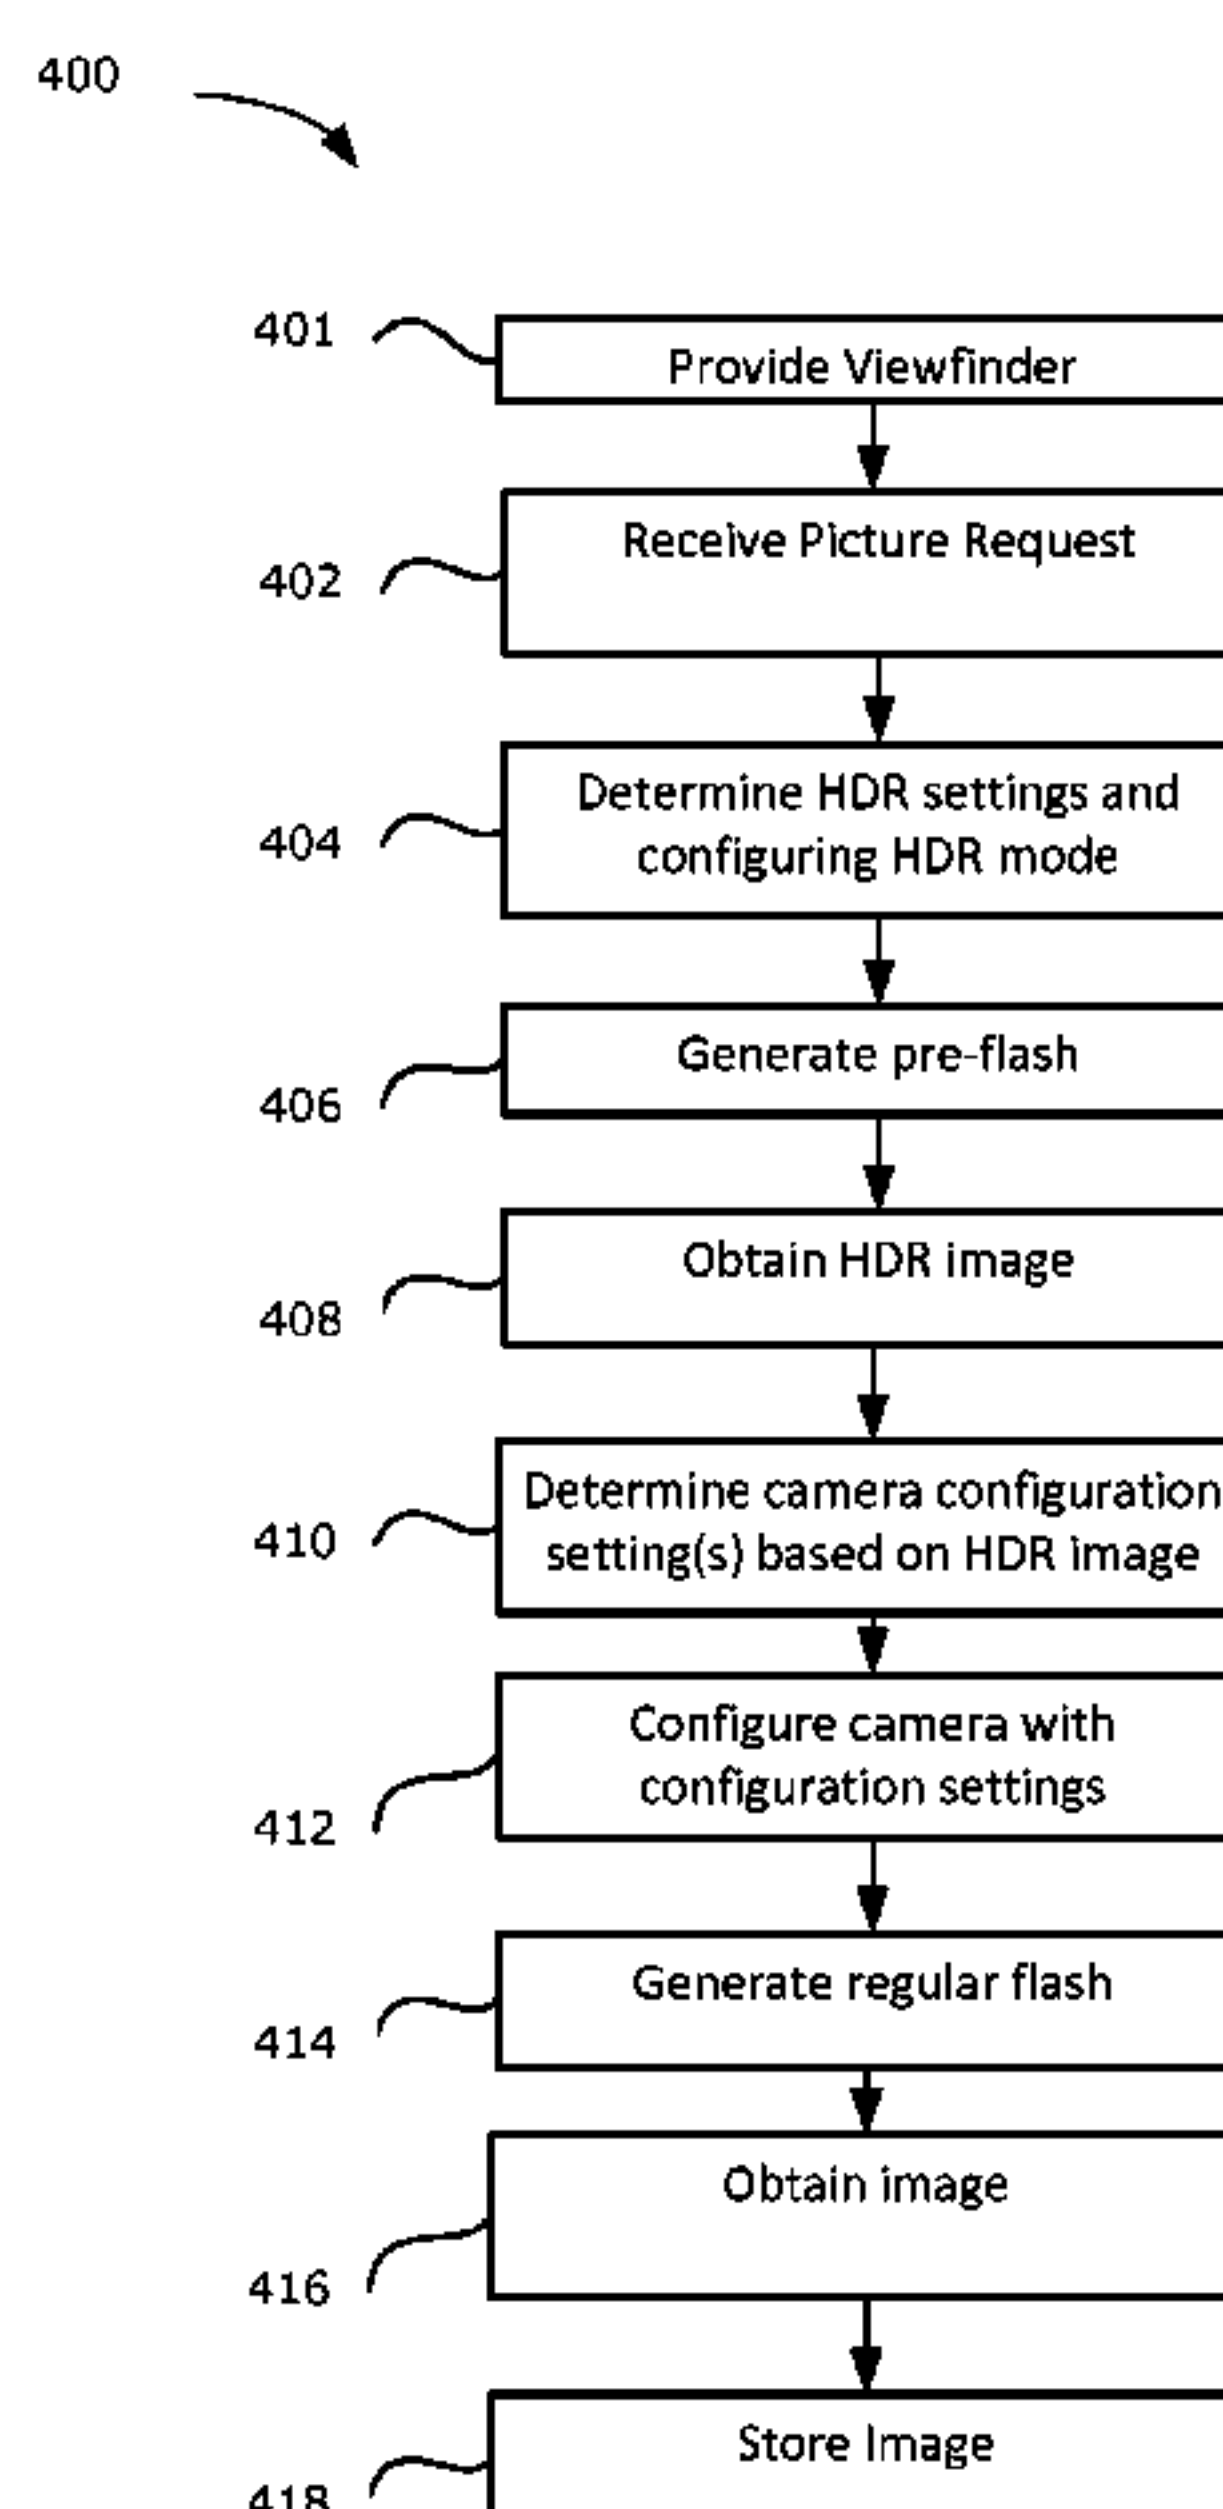 400
401
Provide Viewfinder
402
Receive Picture Request
404
Determine HDR settings and
configuring HDR mode
406
Generate pre-flash
408
Obtain HDR image
410
Determine camera configuration
setting(s) based on HDR image
412
Configure camera with
configuration settings
414
Generate regular flash
416
Obtain image
418
Store Image